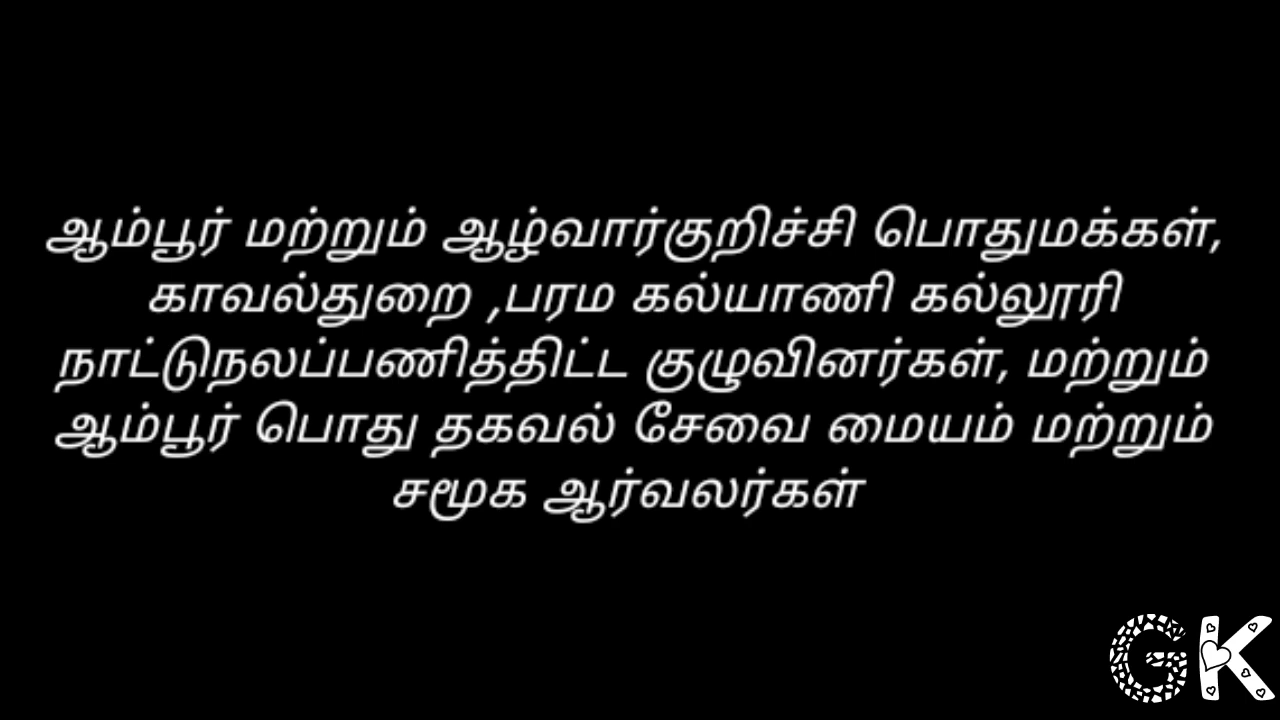 ஆம்பூர் மற்றும் ஆழ்வார்குறிச்சி பொதுமக்கள்,
காவல்துறை ,பரம கல்யாணி கல்லூரி
நாட்டுநலப்பணித்திட்ட குழுவினர்கள், மற்றும்
ஆம்பூர் பொது தகவல் சேவை மையம் மற்றும்
சமூக ஆர்வலர்கள்
GK